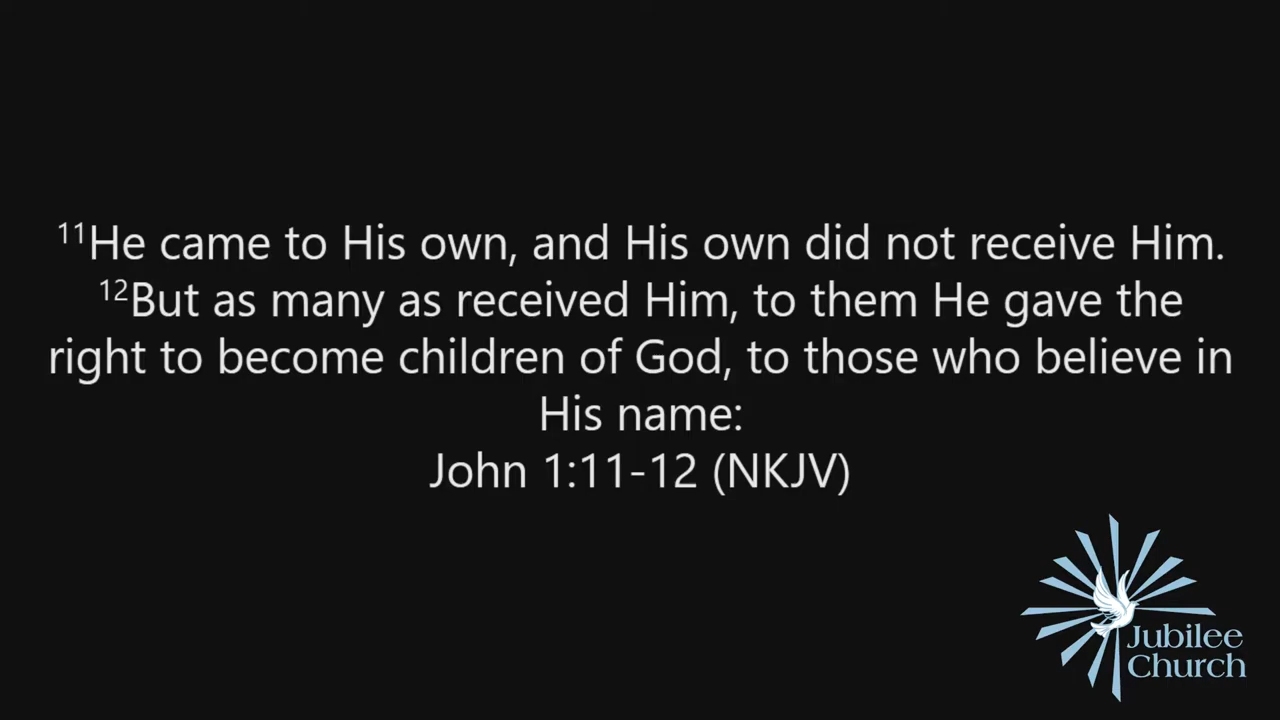 ¹¹He came to His own, and His own did not receive Him.
¹²But as many as received Him, to them He gave the
right to become children of God, to those who believe in
His name:
John 1:11-12 (NKJV)
Jubilee
Church